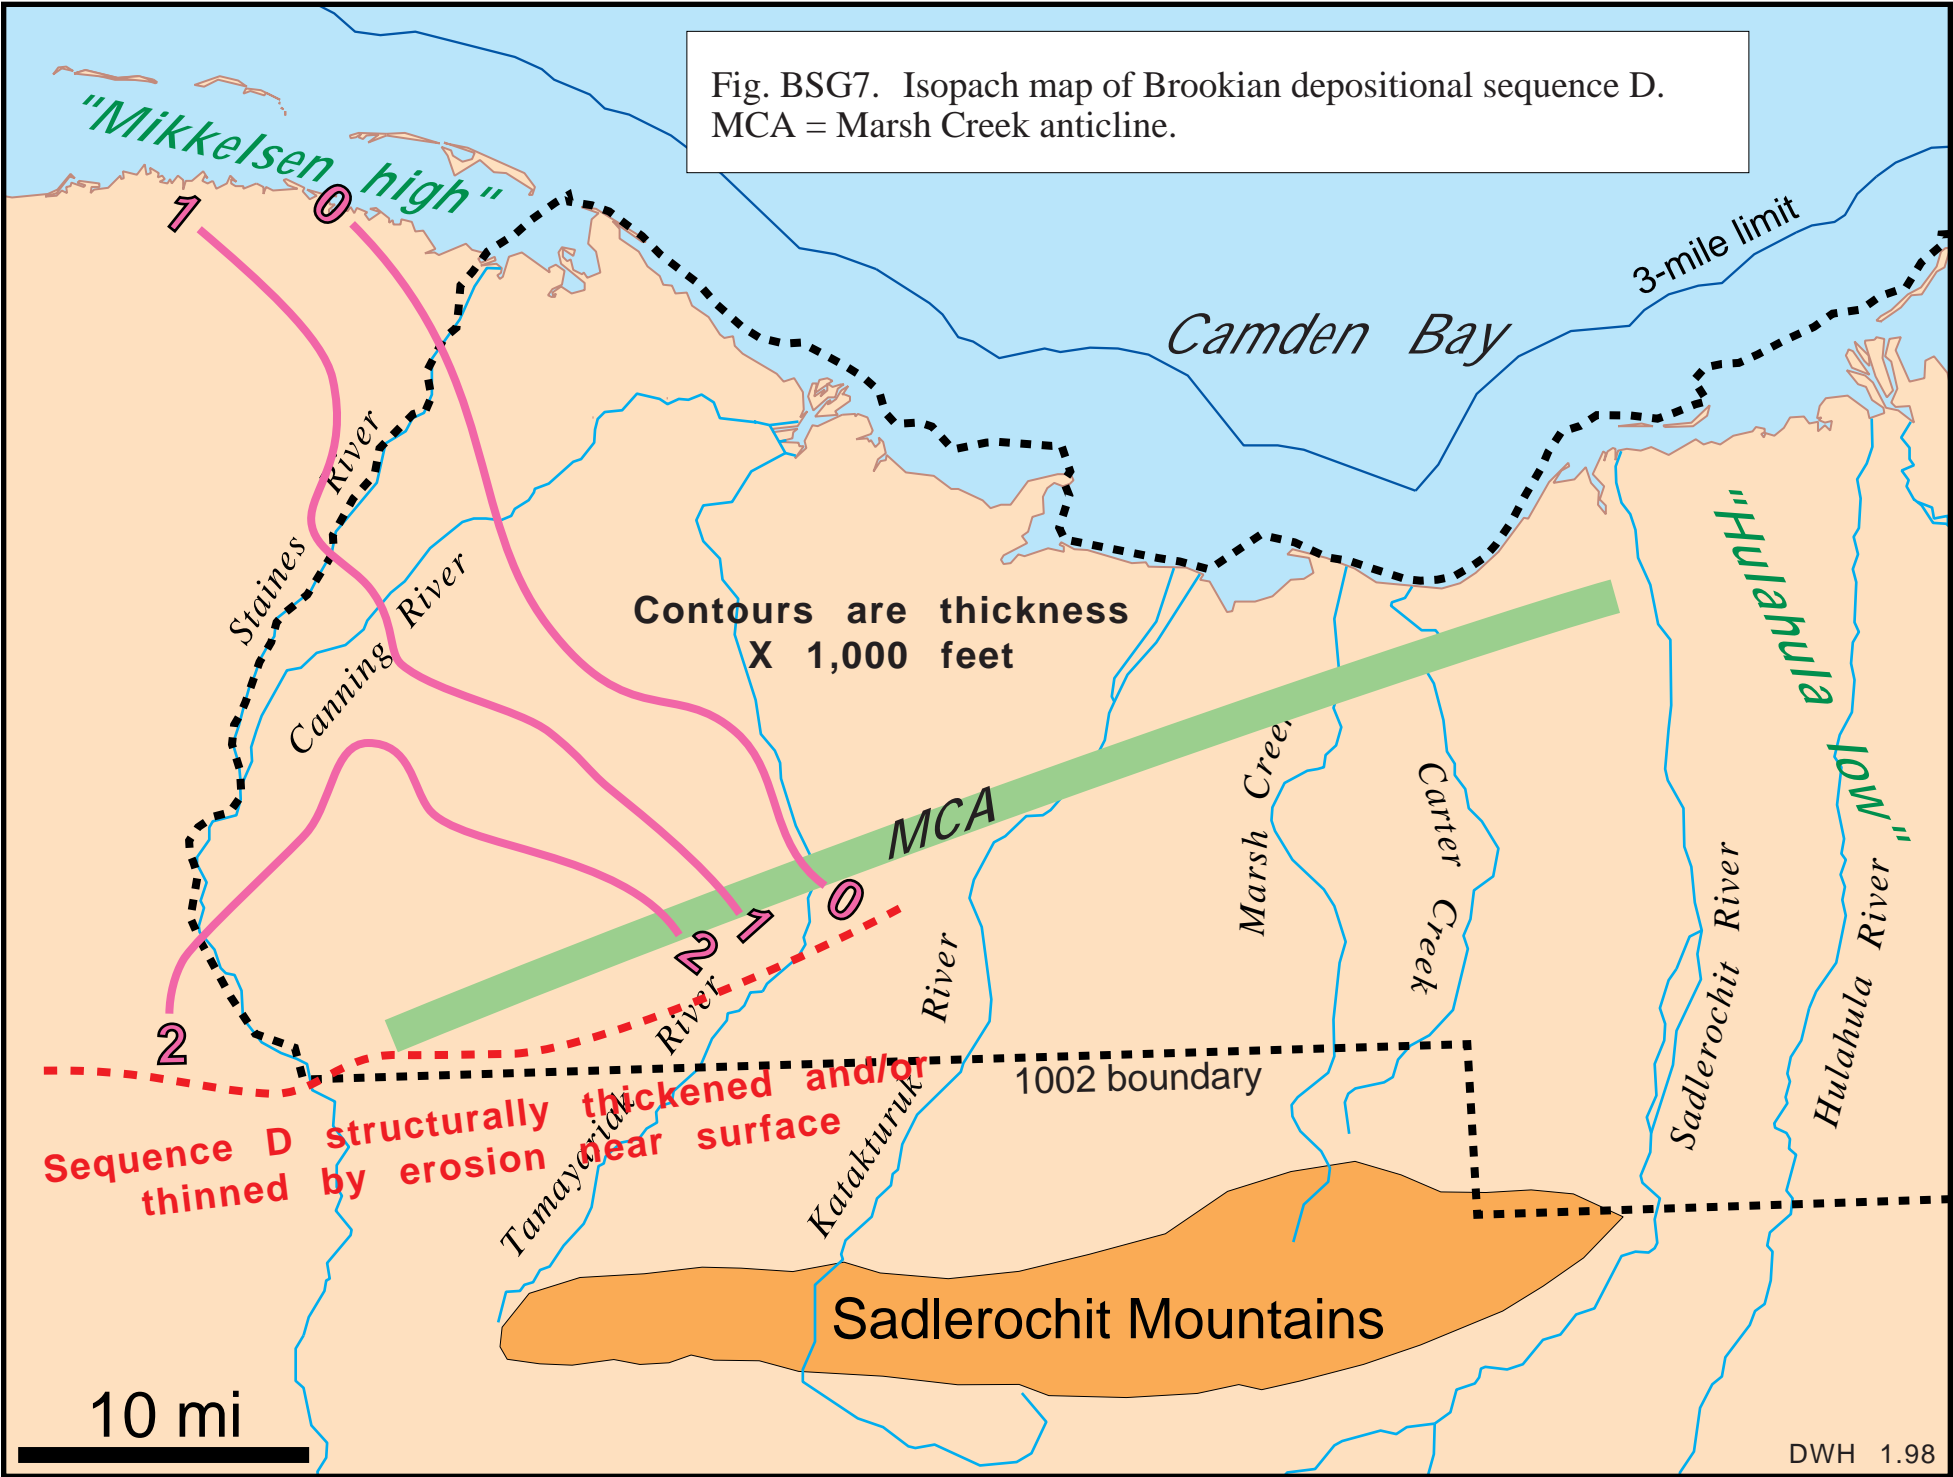 Fig. BSG7. Isopach map of Brookian depositional sequence D.
MCA = Marsh Creek anticline.
"Mikkelsen high"
1
0
3-mile limit
Camden Bay
Staines River
Canning River
Contours are thickness
X 1,000 feet
"Hulahula low"
MCA
Marsh Creek
Carter Creek
Sadlerochit River
Hulahula River
0
1
2
2
Tamayariak River
Katakturuk River
1002 boundary
Sequence D structurally thickened and/or
thinned by erosion near surface
Sadlerochit Mountains
10 mi
DWH 1.98